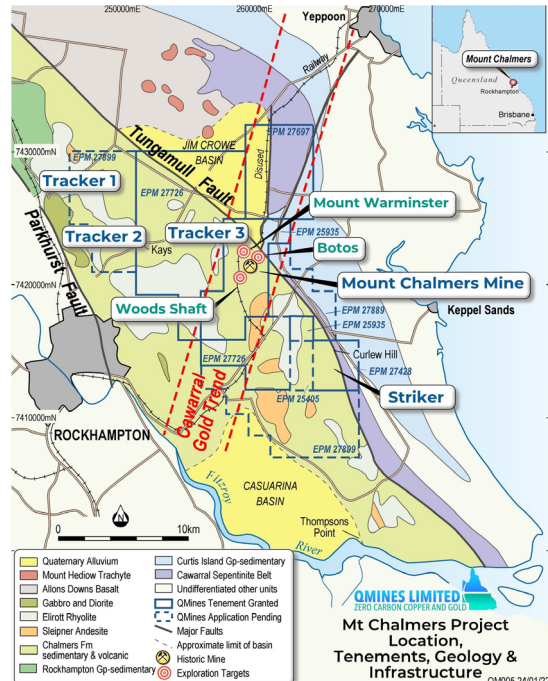 250000mE
260000mE
270000mE
Yeppoon
Railway
Mount Chalmers
Queensland
Rockhampton
Brisbane
EPM 27697
JIM CROWE
BASIN
Disused
7430000mN
EPM 27899
Tungamull Fault
Tracker 1
EPM 27726
Mount Warminster
Tracker 2
Tracker 3
EPM 25935
Kays
Botos
Parkhurst Fault
Mount Chalmers Mine
7420000mN
Woods Shaft
EPM 27889
Keppel Sands
EPM 25935
Curlew Hill
EPM 27726
EPM 27428
Cawarral
Gold Trend
EPM 25405
Striker
7410000mN
ROCKHAMPTON
EPM 27899
CASUARINA
BASIN
Fitzroy
River
Thompsons
Point
N
0
10km
Quaternary Alluvium
Mount Hediow Trachyte
Allons Downs Basalt
Gabbro and Diorite
Elirott Rhyolite
Sleipner Andesite
Chalmers Fm
sedimentary & volcanic
Rockhampton Gp-sedimentary
Curtis Island Gp-sedimentary
Cawarral Sepentinite Belt
Undifferentiated other units
QMines Tenement Granted
QMines Application Pending
Major Faults
Approximate limit of basin
Historic Mine
Exploration Targets
QMINES LIMITED
ZERO CARBON COPPER AND GOLD
Mt Chalmers Project
Location,
Tenements, Geology &
Infrastructure